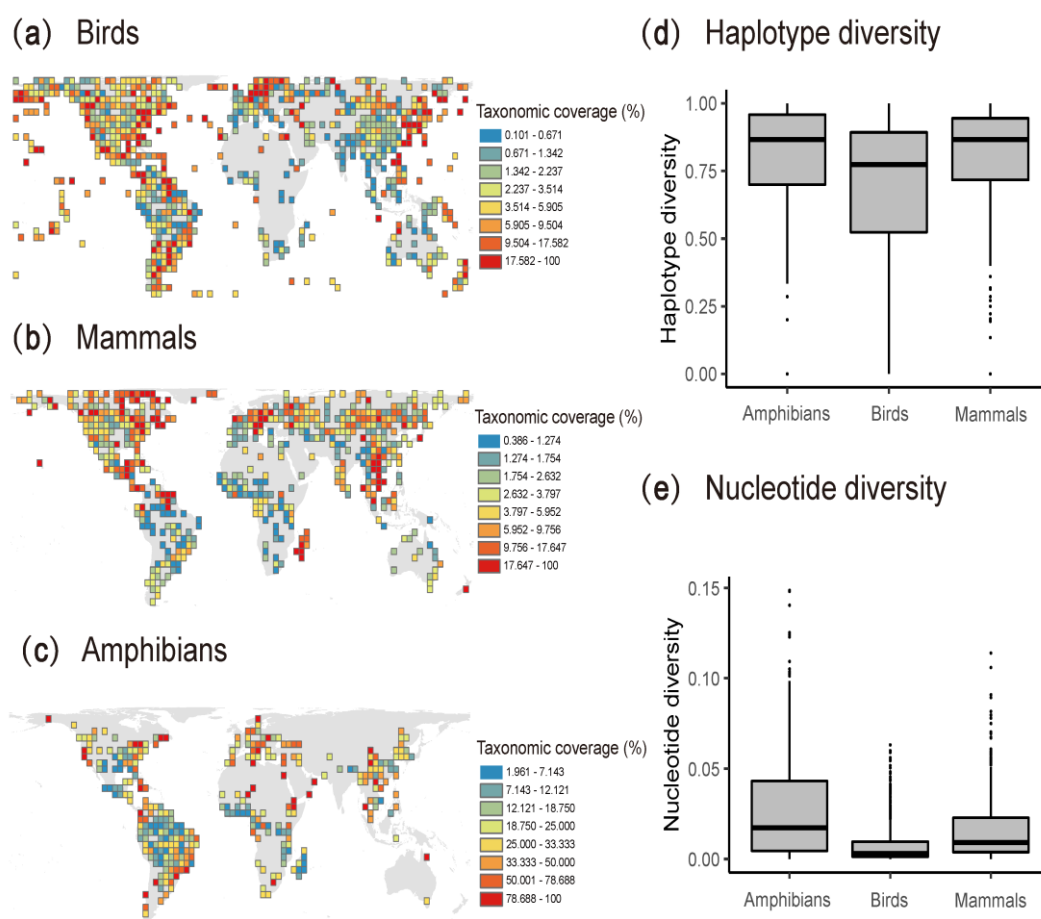 (a) Birds
Taxonomic coverage (%)
0.101 - 0.671
0.671 - 1.342
1.342 - 2.237
2.237 - 3.514
3.514 - 5.905
5.905 - 9.504
9.504 - 17.582
17.582 - 100
(b) Mammals
Taxonomic coverage (%)
0.386 - 1.274
1.274 - 1.754
1.754 - 2.632
2.632 - 3.797
3.797 - 5.952
5.952 - 9.756
9.756 - 17.647
17.647 - 100
(c) Amphibians
Taxonomic coverage (%)
1.961 - 7.143
7.143 - 12.121
12.121 - 18.750
18.750 - 25.000
25.000 - 33.333
33.333 - 50.000
50.001 - 78.688
78.688 - 100
(d) Haplotype diversity
Haplotype diversity
1.00
0.75
0.50
0.25
0.00
Amphibians Birds Mammals
(e) Nucleotide diversity
Nucleotide diversity
0.15
0.10
0.05
0.00
Amphibians Birds Mammals